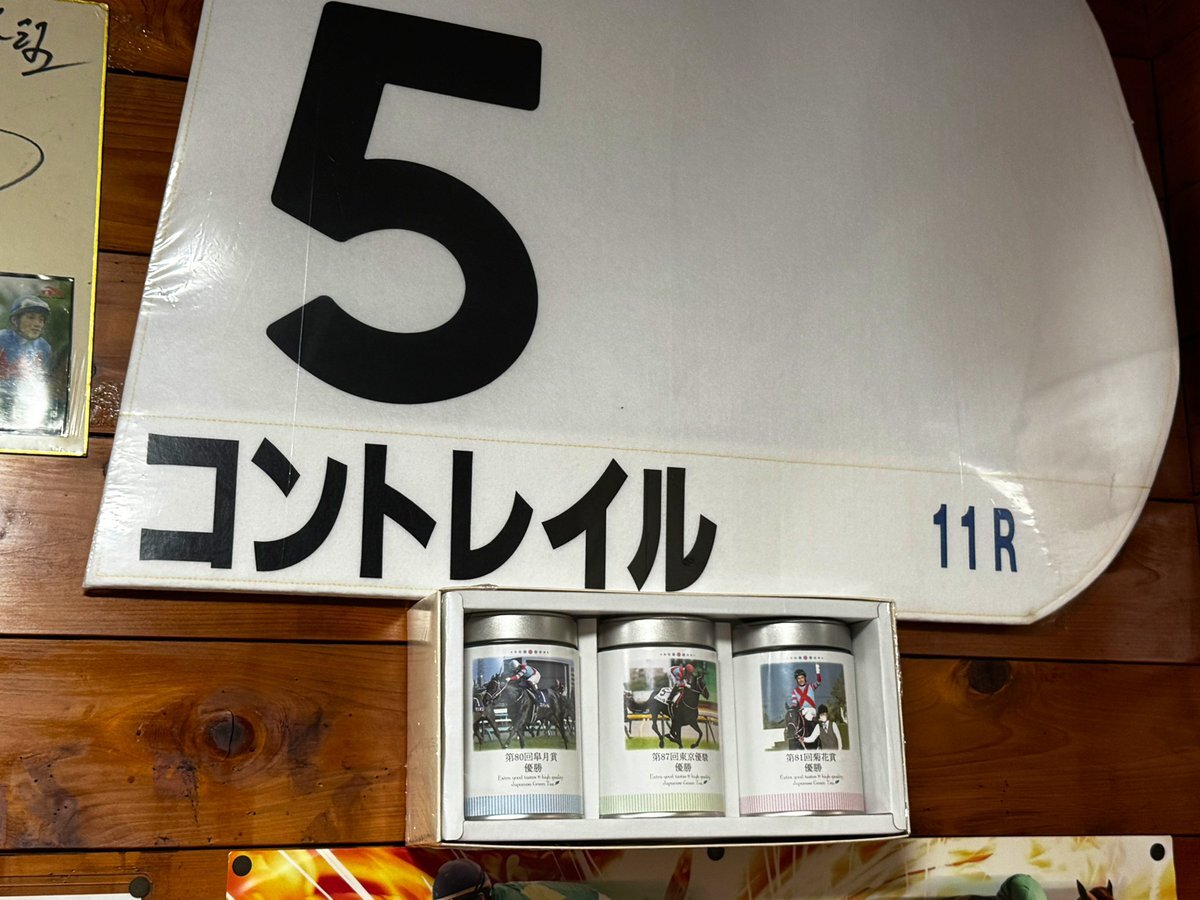 5
コントレイル
11R
第80回皐月賞
優勝
Extra good tastes & high quality
Japanese Green Tea
第87回東京優駿
優勝
Extra good tastes & high quality
Japanese Green Tea
第81回菊花賞
優勝
Extra good tastes & high quality
Japanese Green Tea